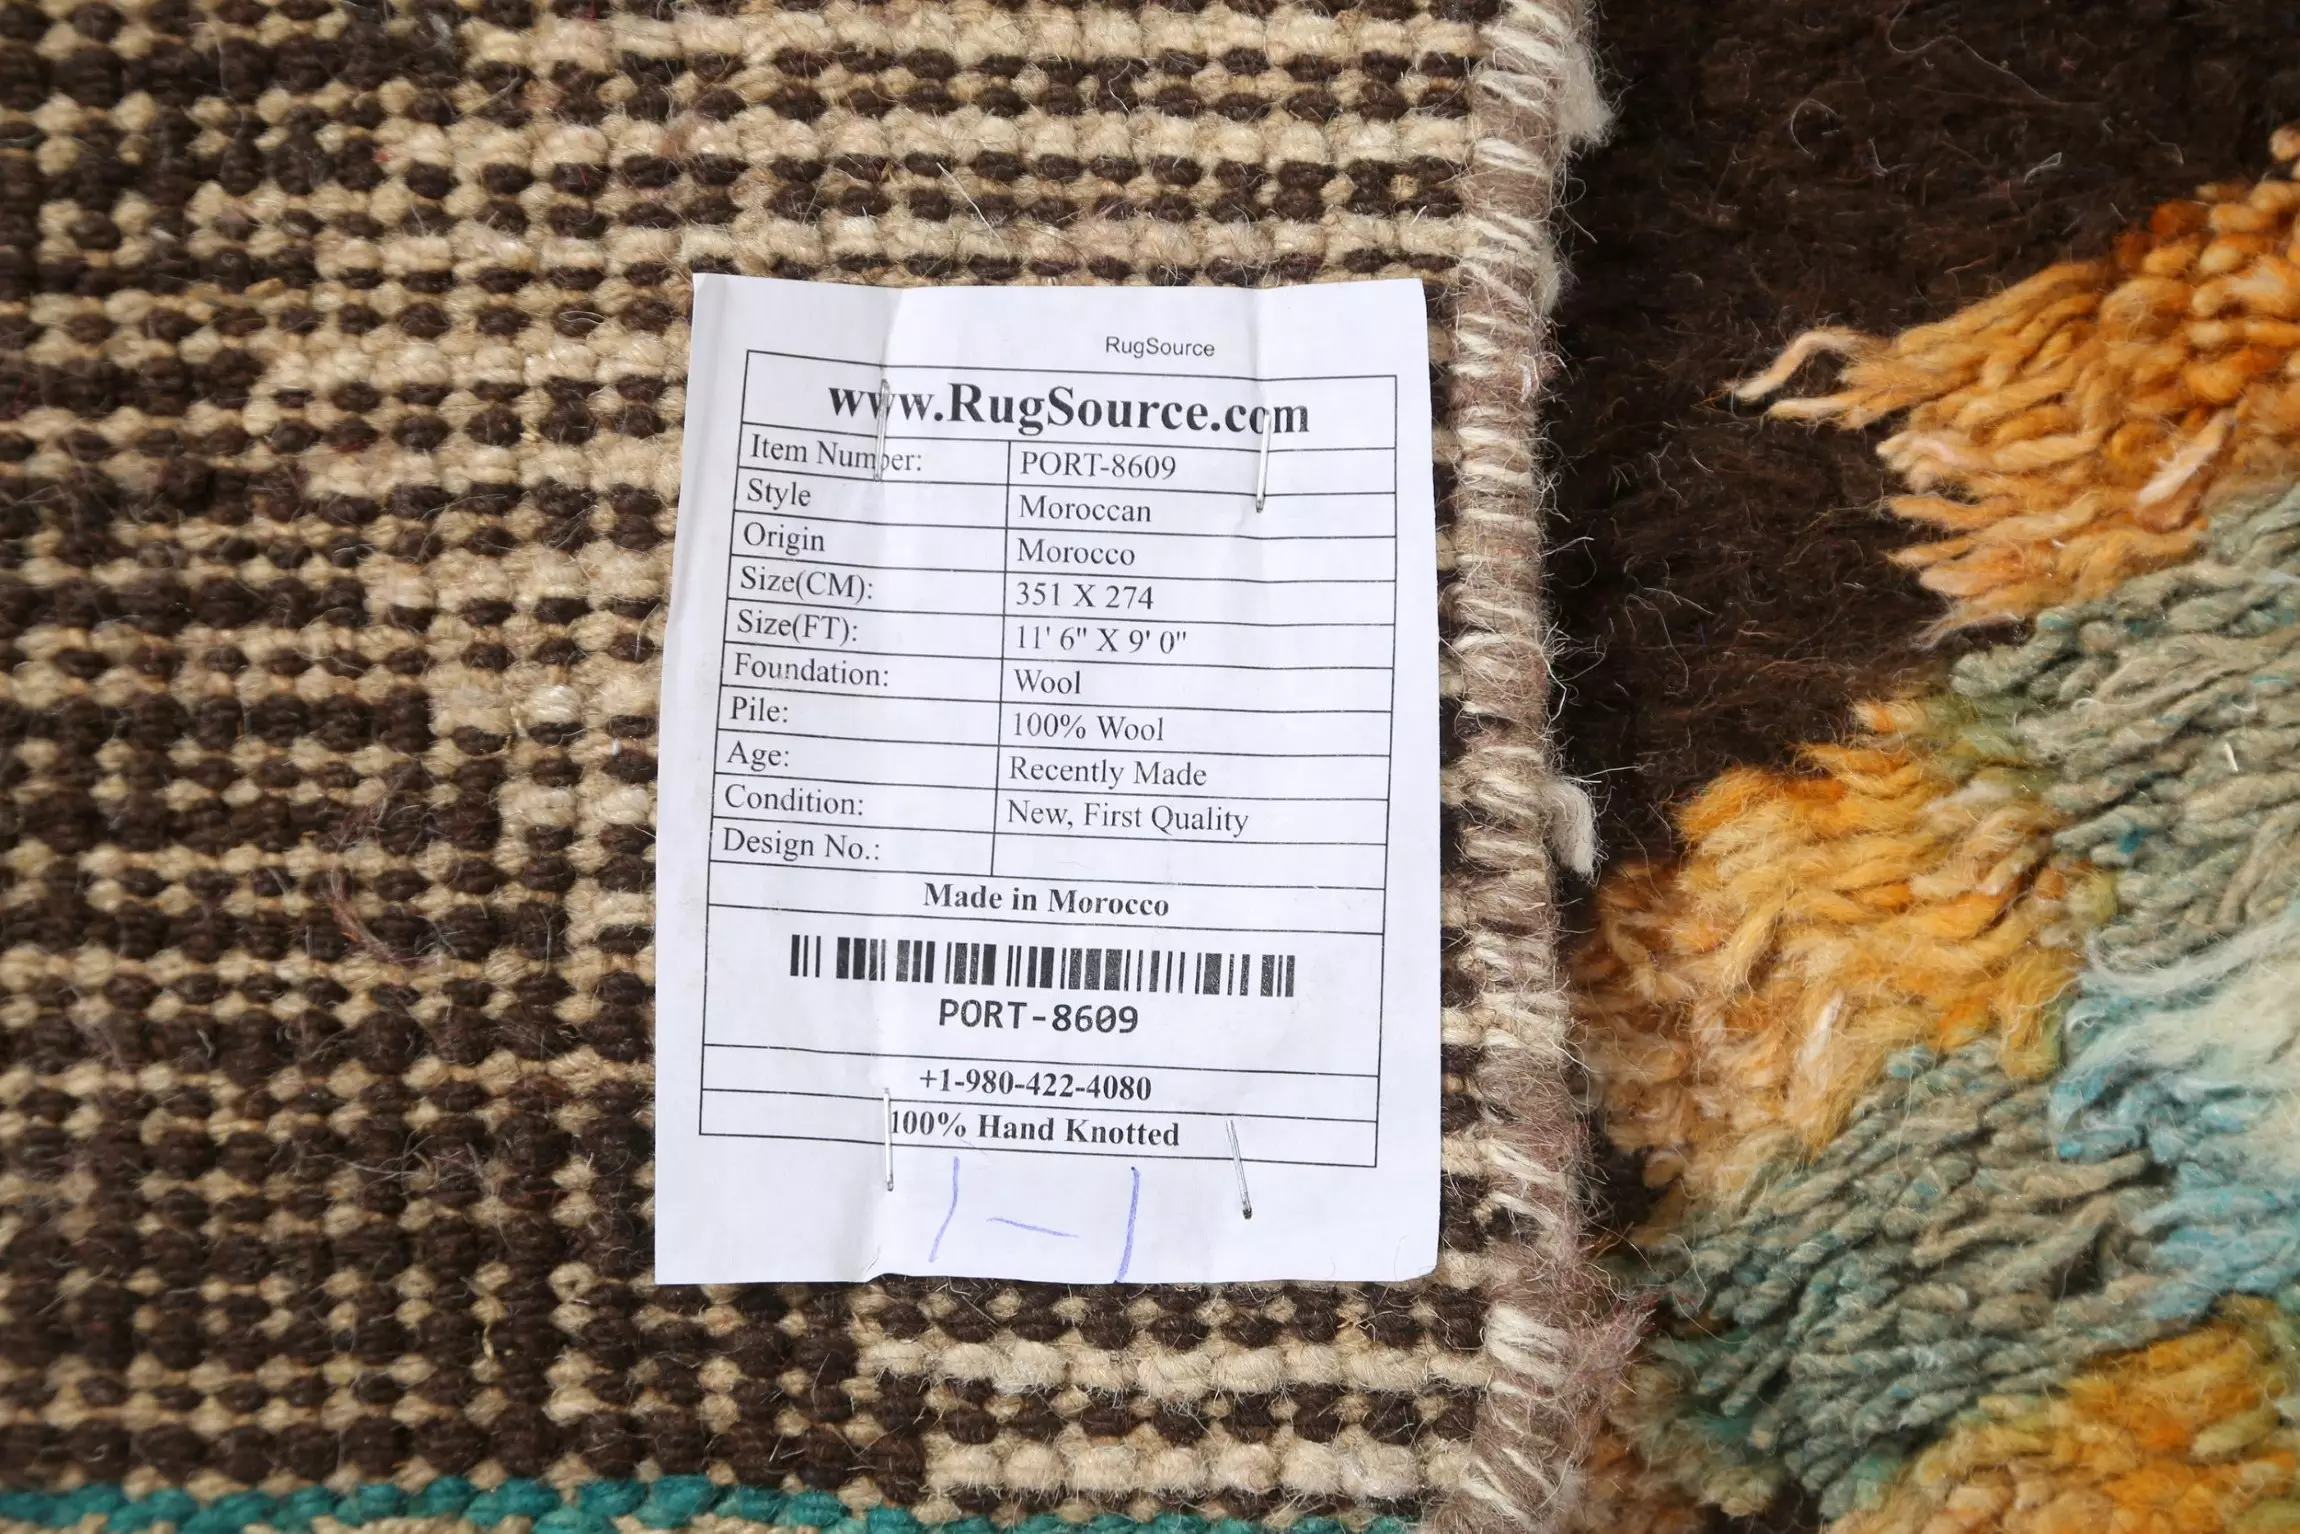 RugSource
www.RugSource.com
Item Number: PORT-8609
Style Moroccan
Origin Morocco
Size(CM): 351 X 274
Size(FT): 11' 6" X 9' 0"
Foundation: Wool
Pile: 100% Wool
Age: Recently Made
Condition: New, First Quality
Design No.:
Made in Morocco
PORT-8609
+1-980-422-4080
100% Hand Knotted
1-1